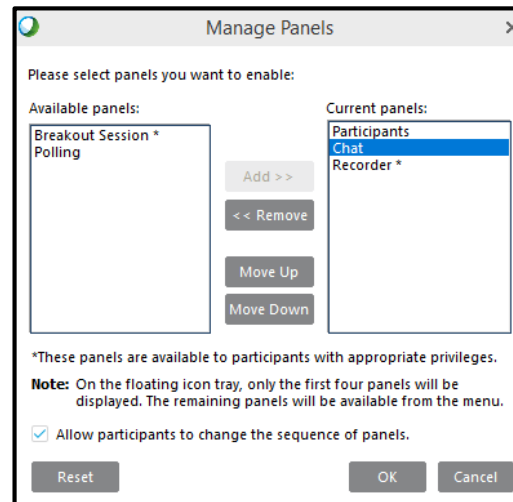 Manage Panels
Please select panels you want to enable:
Available panels:
Current panels:
Breakout Session *
Polling
Participants
Chat
Recorder *
Add >>
<< Remove
Move Up
Move Down
*These panels are available to participants with appropriate privileges.
Note: On the floating icon tray, only the first four panels will be
displayed. The remaining panels will be available from the menu.
Allow participants to change the sequence of panels.
Reset
OK
Cancel